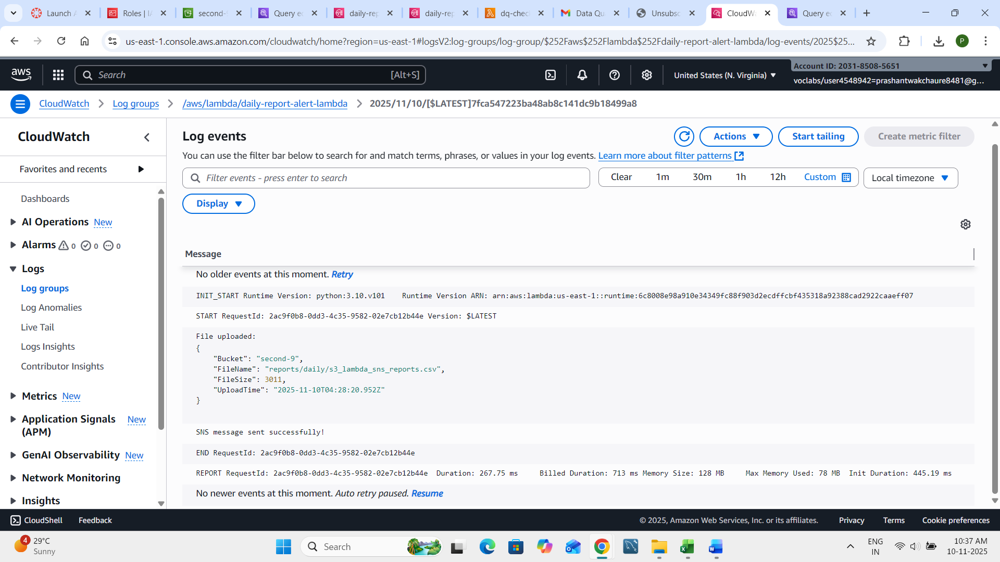 Launch A
Roles | IA
second-9
Query ec
daily-rep
daily-rep
dq-chec
Data Qu
Unsubsc
CloudWa
Query ec
us-east-1.console.aws.amazon.com/cloudwatch/home?region=us-east-1#logsV2:log-groups/log-group/$252Faws$252Flambda$252Fdaily-report-alert-lambda/log-events/2025$25...
P
aws
Search
[Alt+S]
United States (N. Virginia)
Account ID: 2031-8508-5651
voclabs/user4548942=prashantwakchaure8481@g...
CloudWatch
Log groups
/aws/lambda/daily-report-alert-lambda
2025/11/10/[$LATEST]7fca547223ba48ab8c141dc9b18499a8
CloudWatch
Favorites and recents
Dashboards
AI Operations New
Alarms 0 0 0
Logs
Log groups
Log Anomalies
Live Tail
Logs Insights
Contributor Insights
Metrics New
Application Signals New
(APM)
GenAI Observability New
Network Monitoring
Insights
Log events
Actions
Start tailing
Create metric filter
You can use the filter bar below to search for and match terms, phrases, or values in your log events. Learn more about filter patterns
Filter events - press enter to search
Clear 1m 30m 1h 12h Custom
Local timezone
Display
Message
No older events at this moment. Retry
INIT_START Runtime Version: python:3.10.v101 Runtime Version ARN: arn:aws:lambda:us-east-1::runtime:6c8008e98a910e34349fc88f903d2ecdffcbf435318a92388cad2922caaeff07
START RequestId: 2ac9f0b8-0dd3-4c35-9582-02e7cb12b44e Version: $LATEST
File uploaded:
{
"Bucket": "second-9",
"FileName": "reports/daily/s3_lambda_sns_reports.csv",
"FileSize": 3011,
"UploadTime": "2025-11-10T04:28:20.952Z"
}
SNS message sent successfully!
END RequestId: 2ac9f0b8-0dd3-4c35-9582-02e7cb12b44e
REPORT RequestId: 2ac9f0b8-0dd3-4c35-9582-02e7cb12b44e Duration: 267.75 ms Billed Duration: 713 ms Memory Size: 128 MB Max Memory Used: 78 MB Init Duration: 445.19 ms
No newer events at this moment. Auto retry paused. Resume
CloudShell
Feedback
© 2025, Amazon Web Services, Inc. or its affiliates.
Privacy
Terms
Cookie preferences
4
29°C
Sunny
Search
ENG
IN
10:37 AM
10-11-2025